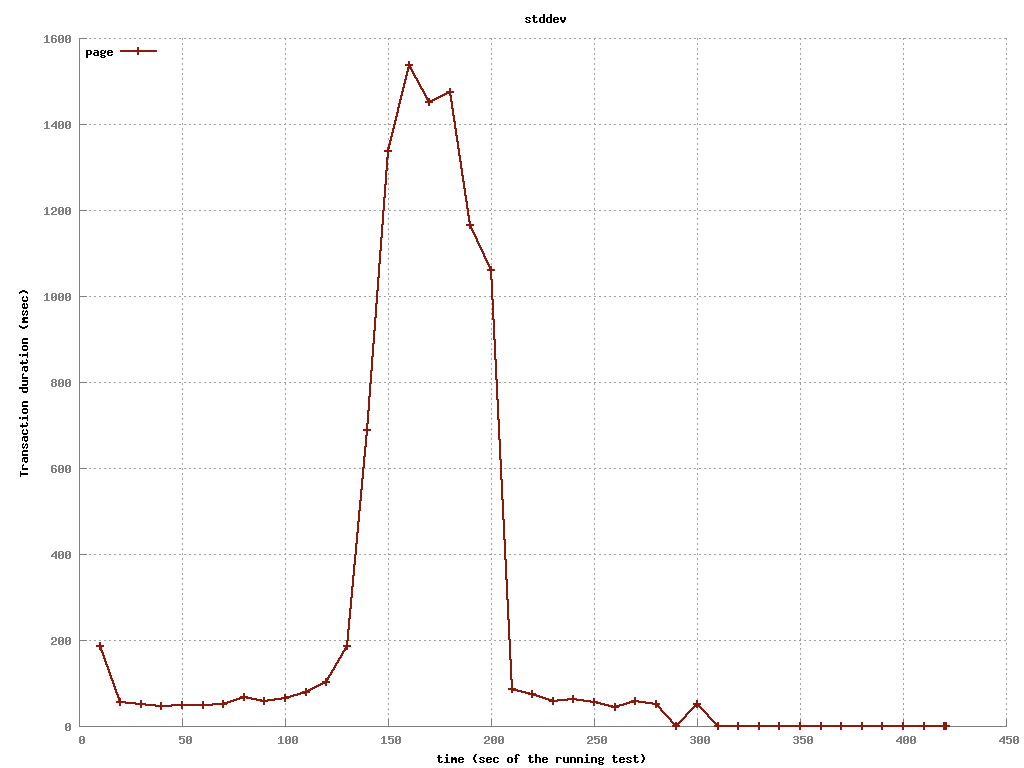 stddev
page
1600
1400
1200
1000
800
600
400
200
0
0 50 100 150 200 250 300 350 400 450
Transaction duration (msec)
time (sec of the running test)